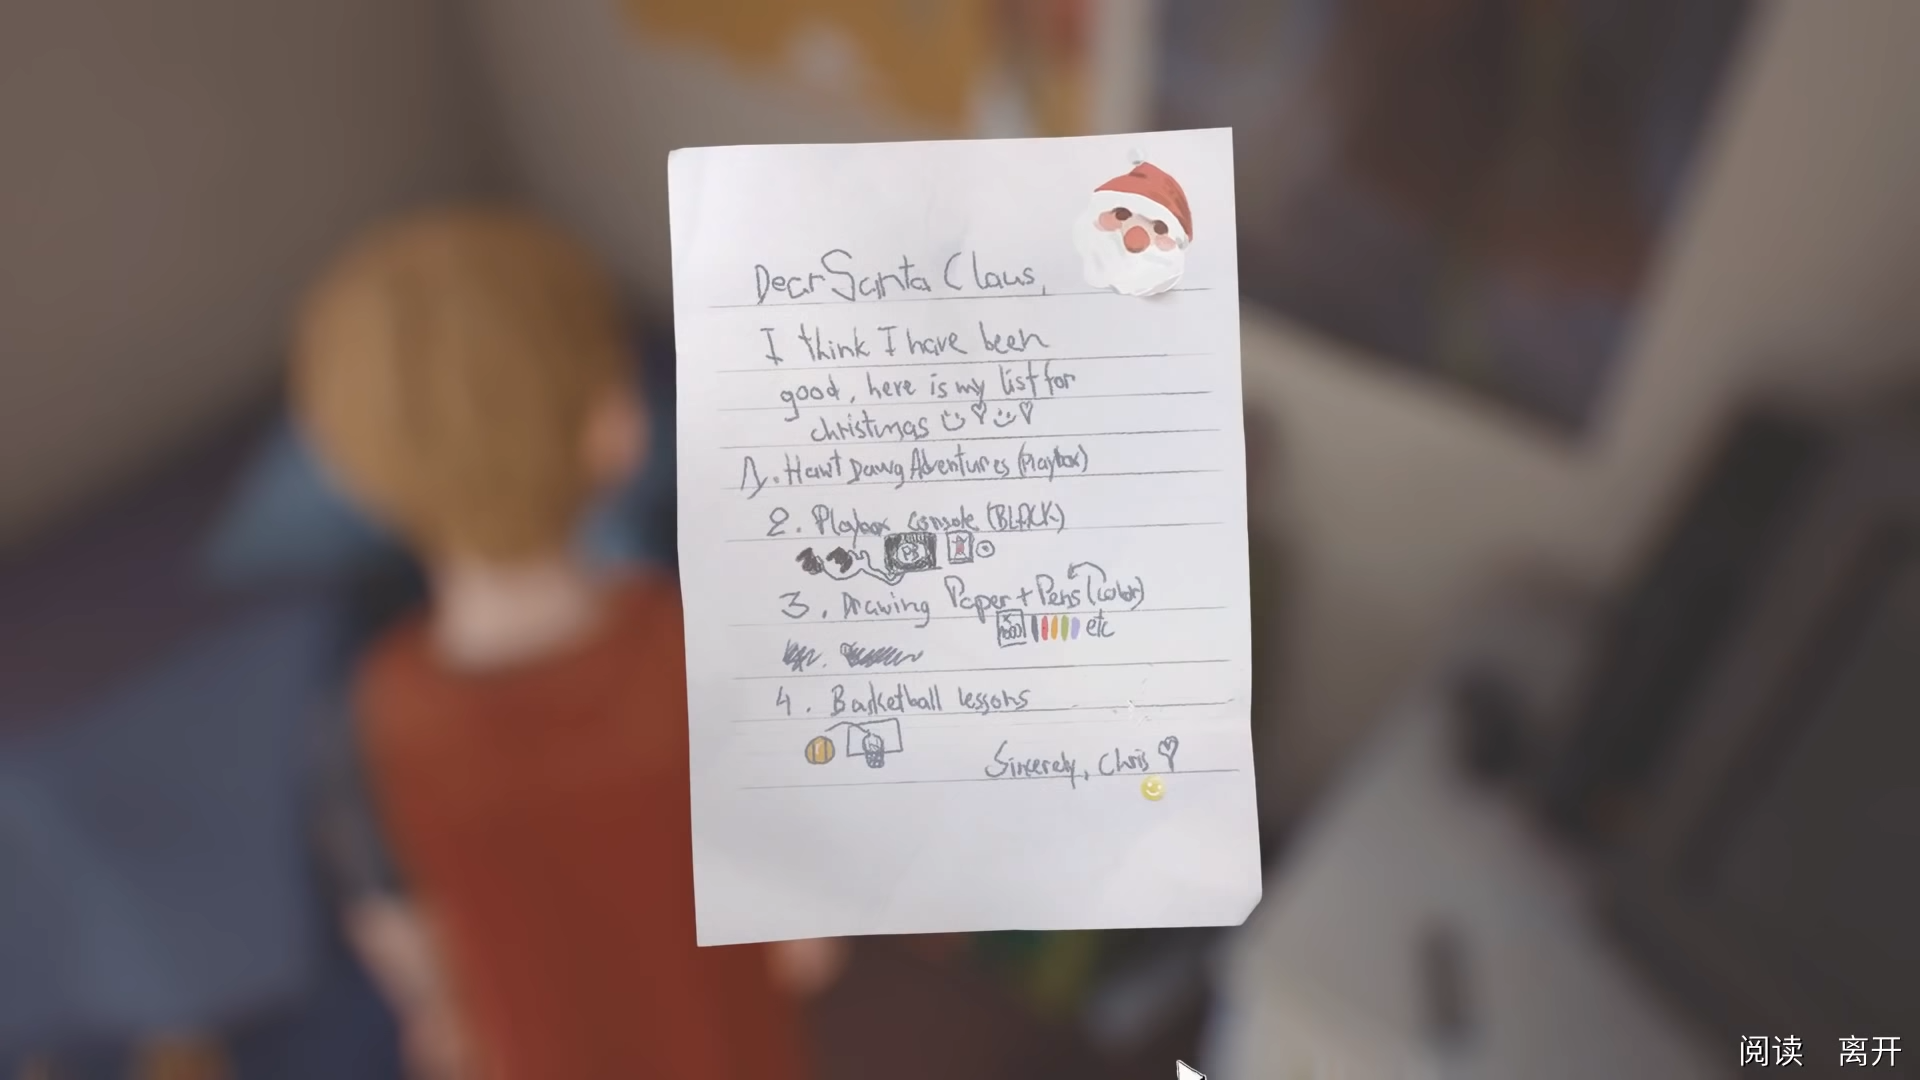 Dear Santa Claus,
I think I have been
good, here is my list for
christmas
1. Hawt Dawg Adventures (Playbox)
2. Playbox console (BLACK)
PB
3. Drawing Paper + Pens (color)
etc
4. Basketball lessons
Sincerely, Chris
阅读 离开